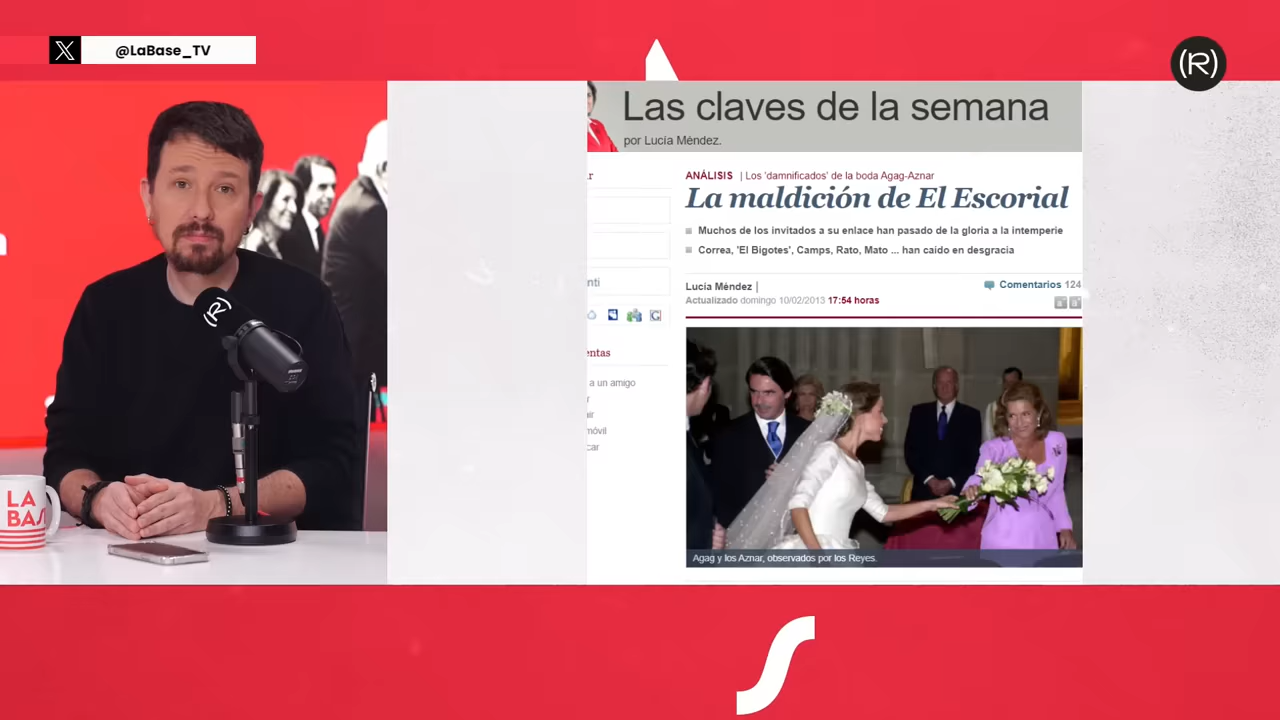 @LaBase_TV
(R)
Las claves de la semana
por Lucía Méndez.
ANÁLISIS | Los 'damnificados' de la boda Agag-Aznar
La maldición de El Escorial
Muchos de los invitados a su enlace han pasado de la gloria a la intemperie
Correa, 'El Bigotes', Camps, Rato, Mato ... han caido en desgracia
Lucía Méndez |
Comentarios 124
Actualizado domingo 10/02/2013 17:54 horas
entas
a un amigo
móvil
Agag y los Aznar, observados por los Reyes.
(R)
LA
BAS